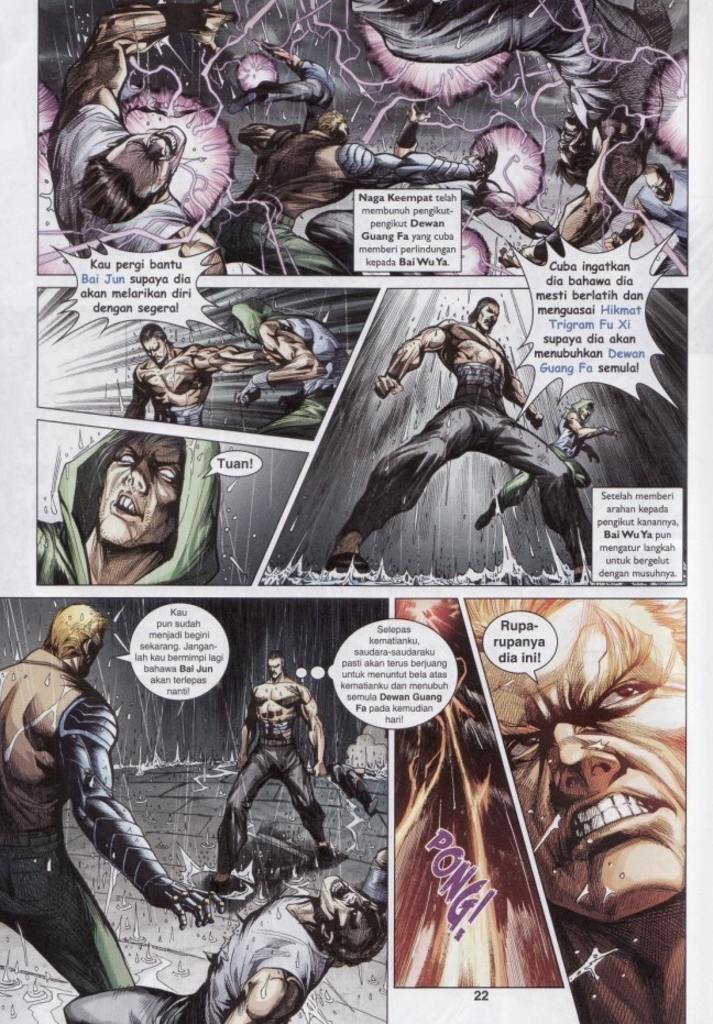 Naga Keempat telah
membunuh pengikut-
pengikut Dewan
Guang Fa yang cuba
memberi perlindungan
kepada Bai Wu Ya.
Kau pergi bantu
Bai Jun supaya dia
akan melarikan diri
dengan segera!
Cuba ingatkan
dia bahawa dia
mesti berlatih dan
menguasai Hikmat
Trigram Fu Xi
supaya dia akan
menubuhkan Dewan
Guang Fa semula!
Tuan!
Setelah memberi
arahan kepada
pengikut kanannya,
Bai Wu Ya pun
mengatur langkah
untuk bergelut
dengan musuhnya.
Kau
pun sudah
menjadi begini
sekarang. Jangan-
lah kau bermimpi lagi
bahawa Bai Jun
akan terlepas
nanti!
Selepas
kematianku,
saudara-saudaraku
pasti akan terus berjuang
untuk menuntut bela atas
kematianku dan menubuh
semula Dewan Guang
Fa pada kemudian
hari!
PONG!
Rupa-
rupanya
dia ini!
22